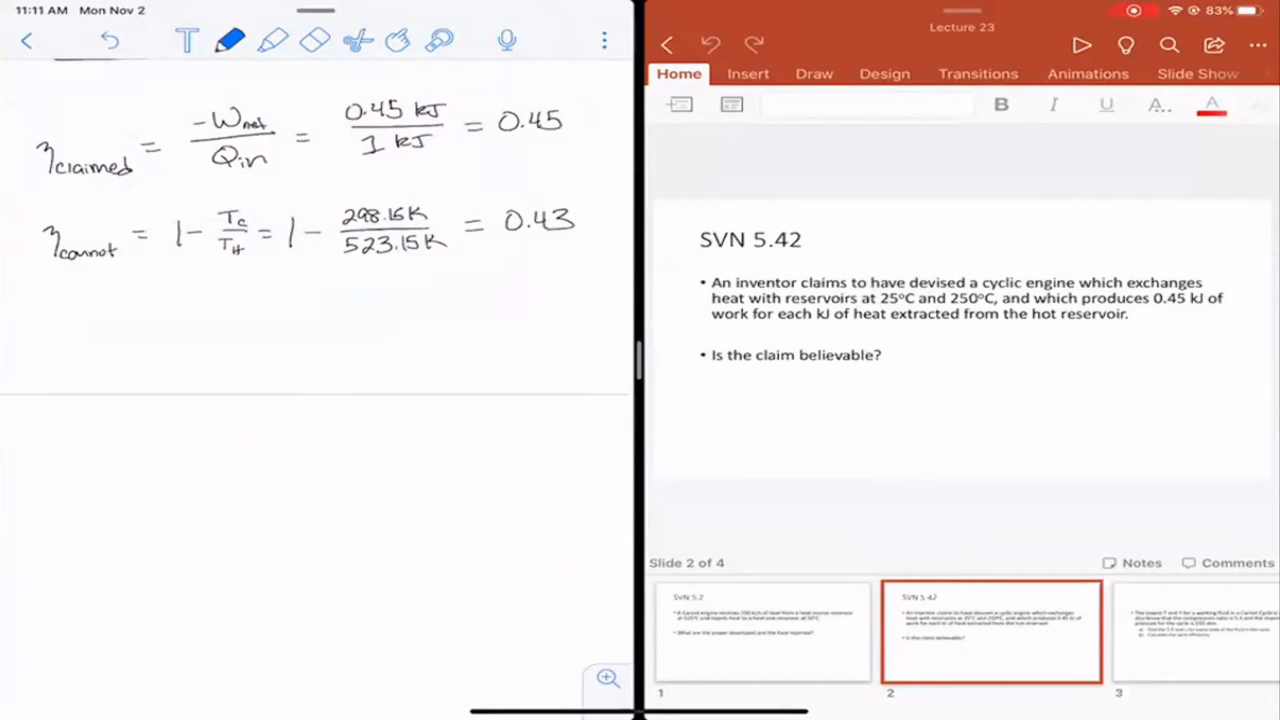 11:11 AM Mon Nov 2
83%
Lecture 23
Home Insert Draw Design Transitions Animations Slide Show
B I U A.. A
η claimed = -Wnet / Qin = 0.45 kJ / 1 kJ = 0.45
η carnot = 1 - Tc / TH = 1 - 298.15K / 523.15K = 0.43
SVN 5.42
• An inventor claims to have devised a cyclic engine which exchanges
heat with reservoirs at 25°C and 250°C, and which produces 0.45 kJ of
work for each kJ of heat extracted from the hot reservoir.
• Is the claim believable?
Slide 2 of 4
Notes Comments
SVN 5.2
SVN 5.42
1
2
3